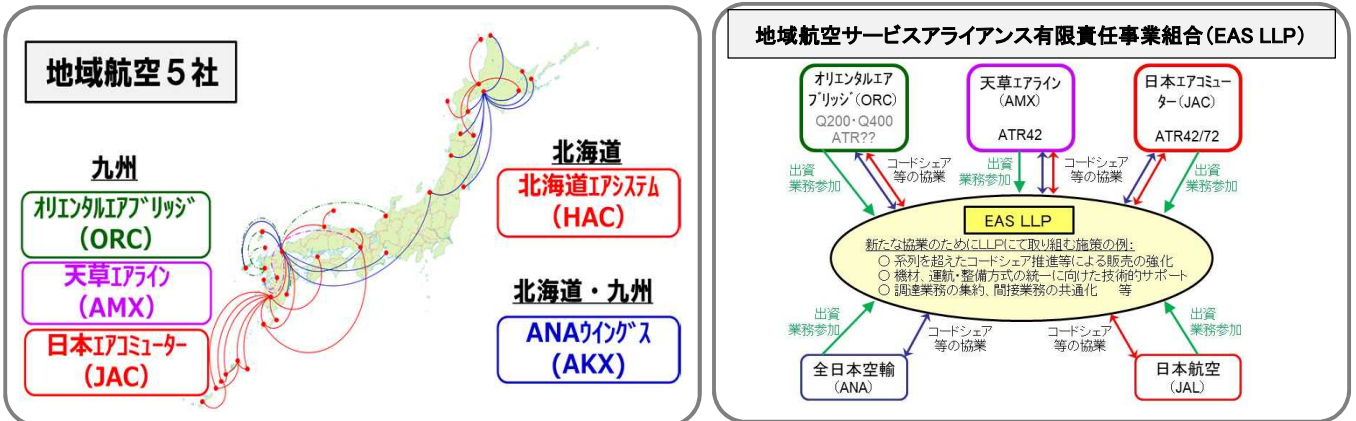 地域航空5社
九州
オリエンタルエアブリッジ
(ORC)
天草エアライン
(AMX)
日本エアコミューター
(JAC)
北海道
北海道エアシステム
(HAC)
北海道・九州
ANAウイングス
(AKX)
地域航空サービスアライアンス有限責任事業組合(EAS LLP)
オリエンタルエア
ブリッジ(ORC)
Q200・Q400
ATR??
天草エアライン
(AMX)
ATR42
日本エアコミュー
ター(JAC)
ATR42/72
出資
業務参加
コードシェア
等の協業
出資
業務参加
コードシェア
等の協業
出資
業務参加
EAS LLP
新たな協業のためにLLPにて取り組む施策の例:
○ 系列を超えたコードシェア推進等による販売の強化
○ 機材、運航・整備方式の統一に向けた技術的サポート
○ 調達業務の集約、間接業務の共通化 等
出資
業務参加
コードシェア
等の協業
コードシェア
等の協業
出資
業務参加
全日本空輸
(ANA)
日本航空
(JAL)